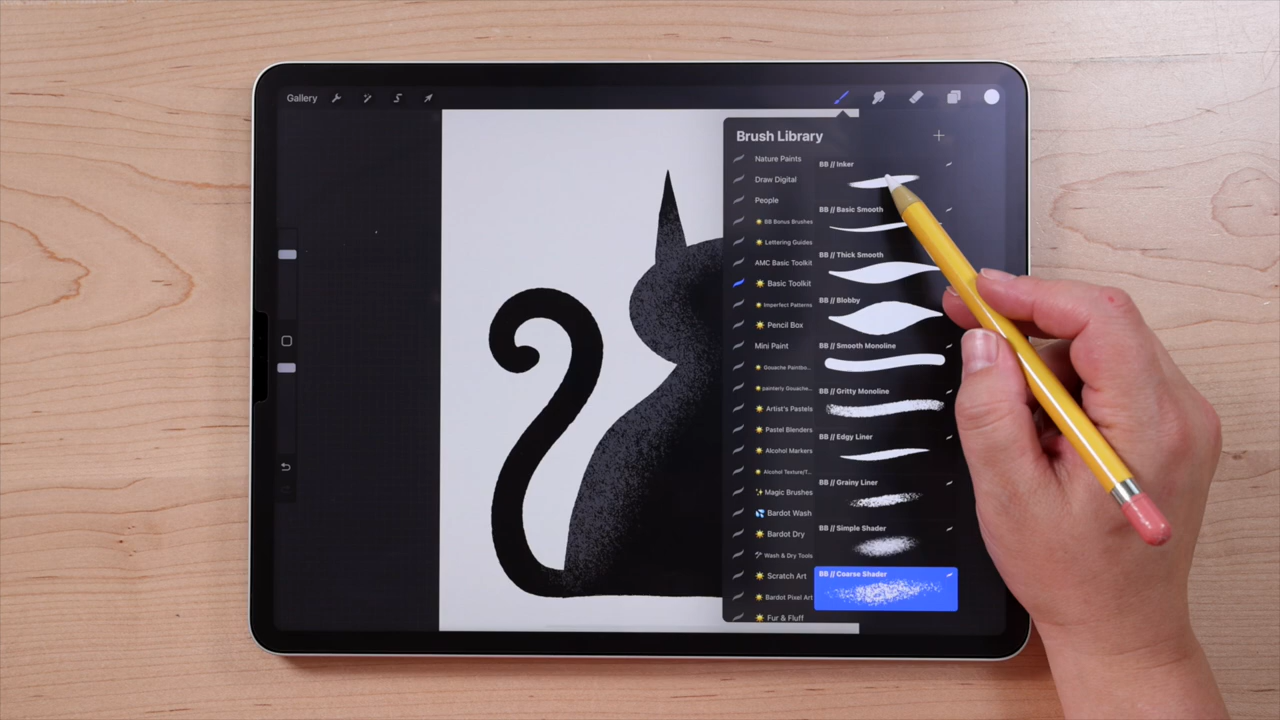 Gallery
Brush Library
Nature Paints
Draw Digital
People
BB Bonus Brushes
Lettering Guides
AMC Basic Toolkit
Basic Toolkit
Imperfect Patterns
Pencil Box
Mini Paint
Gouache Paintbo...
painterly Gouache...
Artist's Pastels
Pastel Blenders
Alcohol Markers
Alcohol Texture/T...
Magic Brushes
Bardot Wash
Bardot Dry
Wash & Dry Tools
Scratch Art
Bardot Pixel Art
Fur & Fluff
BB // Inker
BB // Basic Smooth
BB // Thick Smooth
BB // Blobby
BB // Smooth Monoline
BB // Gritty Monoline
BB // Edgy Liner
BB // Grainy Liner
BB // Simple Shader
BB // Coarse Shader